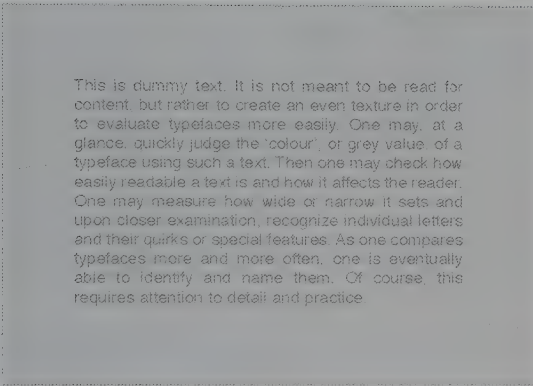 This is dummy text. It is not meant to be read for
content, but rather to create an even texture in order
to evaluate typefaces more easily. One may, at a
glance, quickly judge the 'colour', or grey value, of a
typeface using such a text. Then one may check how
easily readable a text is and how it affects the reader.
One may measure how wide or narrow it sets and
upon closer examination, recognize individual letters
and their quirks or special features. As one compares
typefaces more and more often, one is eventually
able to identify and name them. Of course, this
requires attention to detail and practice.